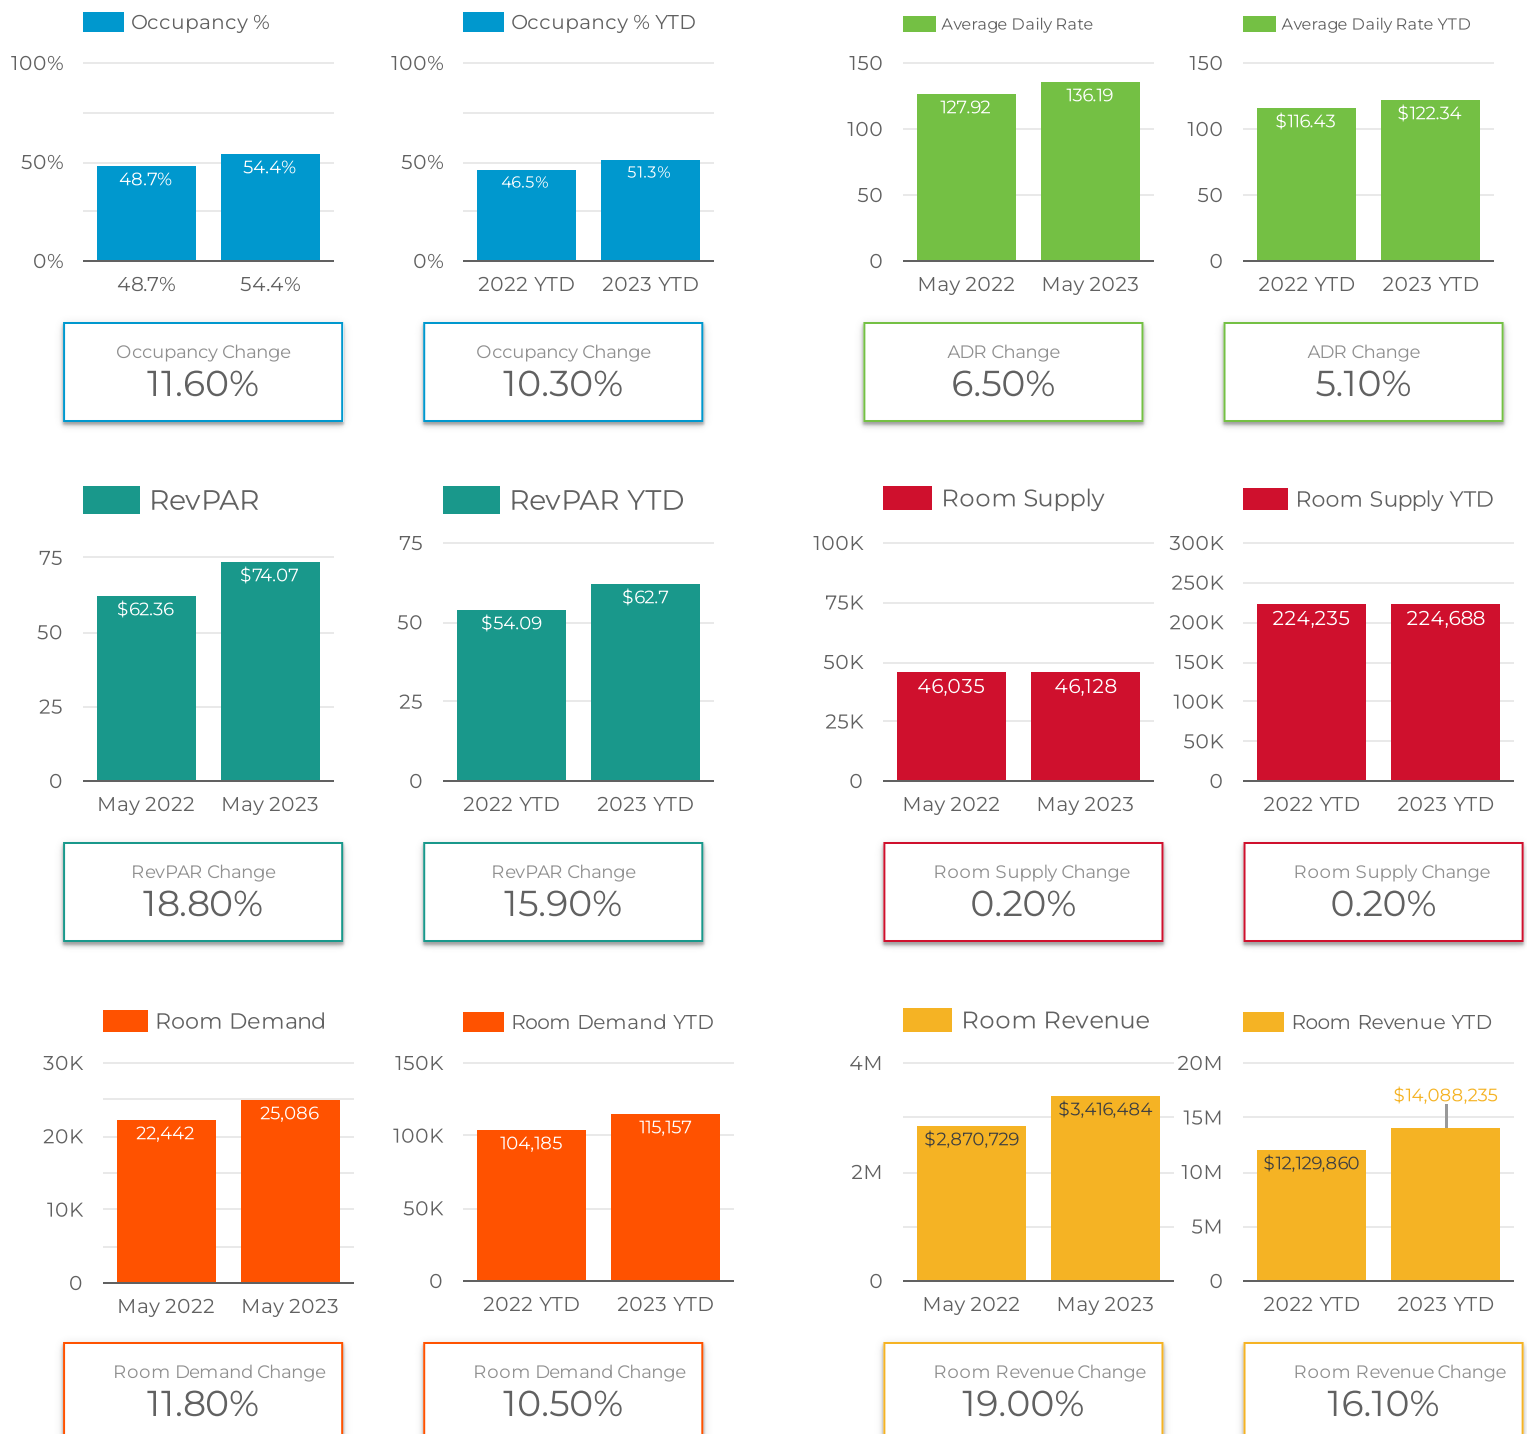 Occupancy %
100%
50%
0%
48.7%
54.4%
48.7%
54.4%
Occupancy Change
11.60%
Occupancy % YTD
100%
50%
0%
46.5%
51.3%
2022 YTD
2023 YTD
Occupancy Change
10.30%
Average Daily Rate
150
100
50
0
127.92
136.19
May 2022
May 2023
ADR Change
6.50%
Average Daily Rate YTD
150
100
50
0
$116.43
$122.34
2022 YTD
2023 YTD
ADR Change
5.10%
RevPAR
75
50
25
0
$62.36
$74.07
May 2022
May 2023
RevPAR Change
18.80%
RevPAR YTD
75
50
25
0
$54.09
$62.7
2022 YTD
2023 YTD
RevPAR Change
15.90%
Room Supply
100K
75K
50K
25K
0
46,035
46,128
May 2022
May 2023
Room Supply Change
0.20%
Room Supply YTD
300K
250K
200K
150K
100K
50K
0
224,235
224,688
2022 YTD
2023 YTD
Room Supply Change
0.20%
Room Demand
30K
20K
10K
0
22,442
25,086
May 2022
May 2023
Room Demand Change
11.80%
Room Demand YTD
150K
100K
50K
0
104,185
115,157
2022 YTD
2023 YTD
Room Demand Change
10.50%
Room Revenue
4M
2M
0
$2,870,729
$3,416,484
May 2022
May 2023
Room Revenue Change
19.00%
Room Revenue YTD
20M
15M
10M
5M
0
$12,129,860
$14,088,235
2022 YTD
2023 YTD
Room Revenue Change
16.10%